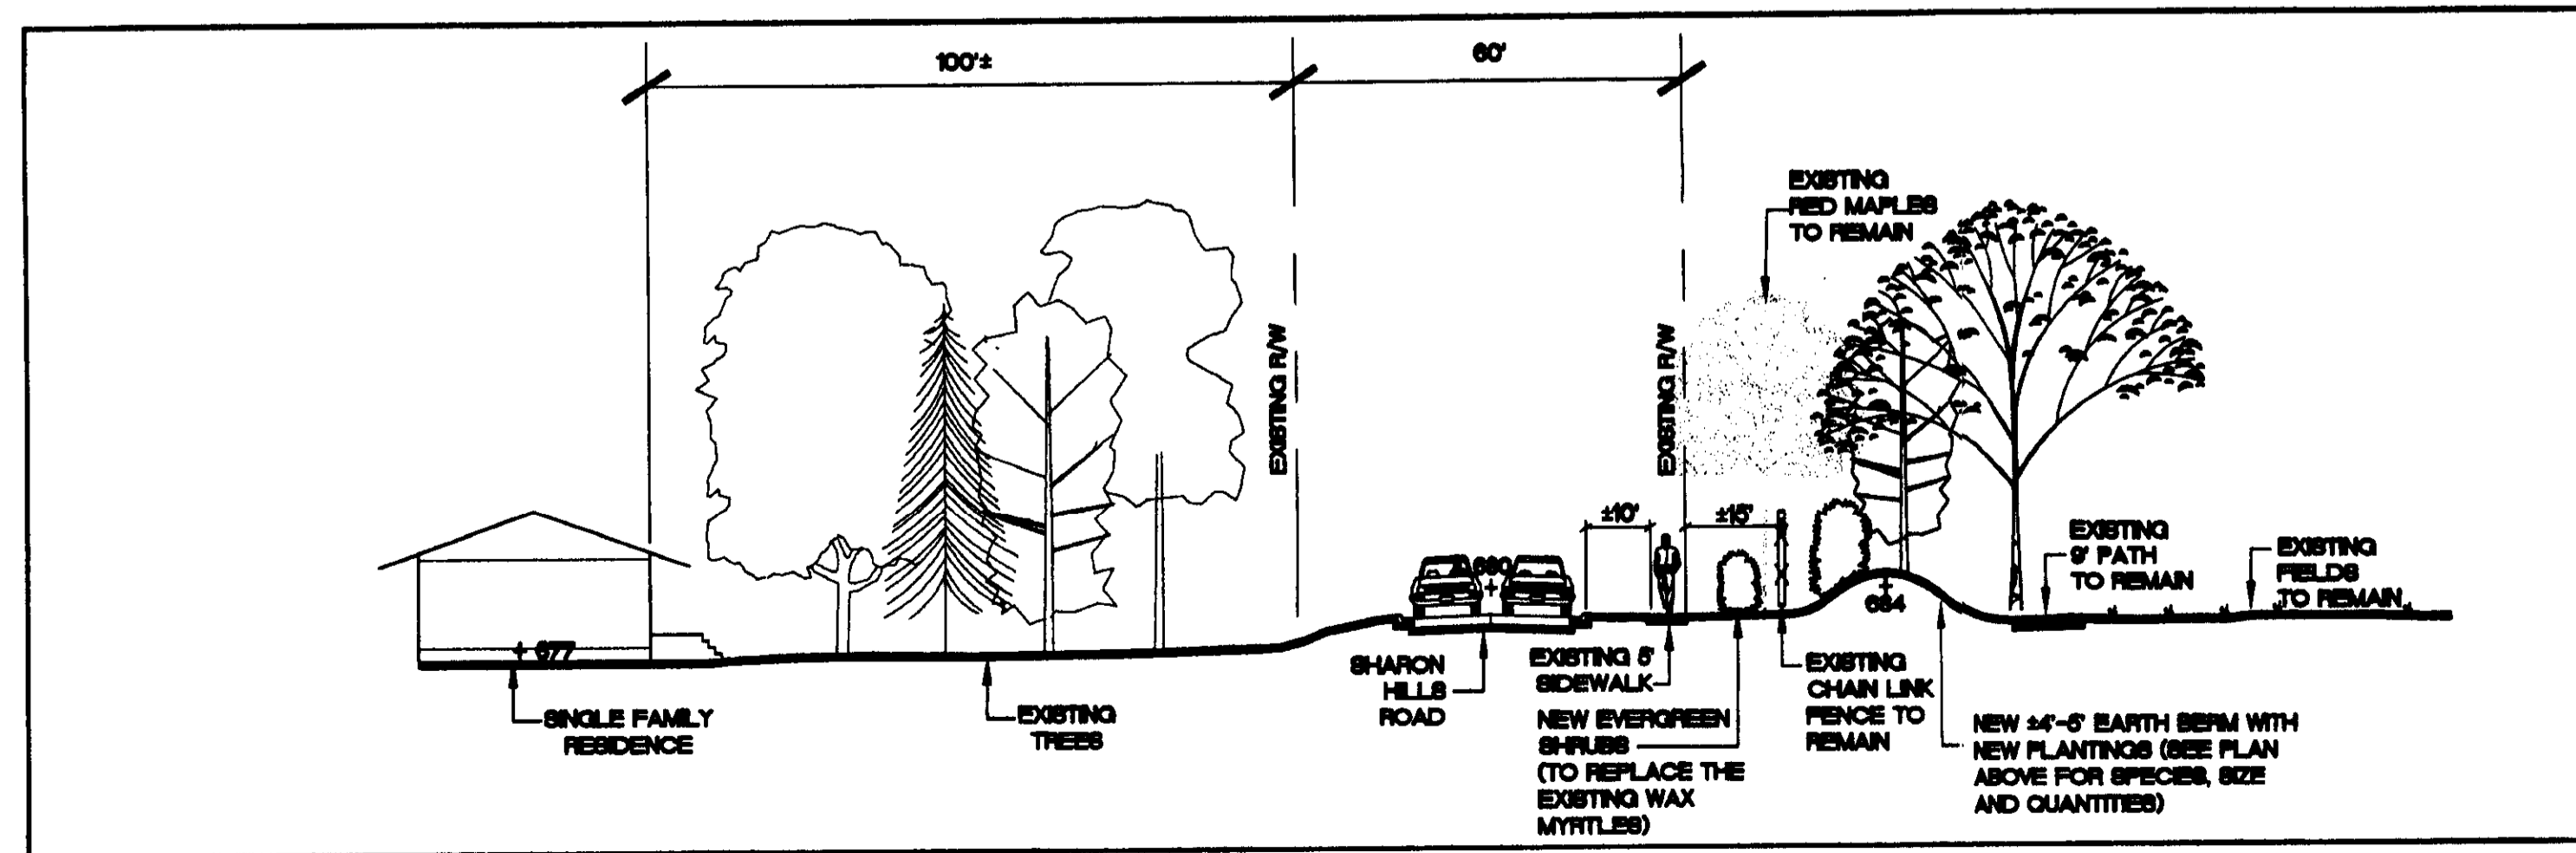 100'±
60'
EXISTING
RED MAPLES
TO REMAIN
EXISTING R/W
EXISTING R/W
±10'
±15'
EXISTING
9' PATH
TO REMAIN
EXISTING
FIELDS
TO REMAIN
680
684
677
SINGLE FAMILY
RESIDENCE
EXISTING
TREES
SHARON
HILLS
ROAD
EXISTING 5'
SIDEWALK
NEW EVERGREEN
SHRUBS
(TO REPLACE THE
EXISTING WAX
MYRTLES)
EXISTING
CHAIN LINK
FENCE TO
REMAIN
NEW ±4'-5' EARTH BERM WITH
NEW PLANTINGS (SEE PLAN
ABOVE FOR SPECIES, SIZE
AND QUANTITIES)